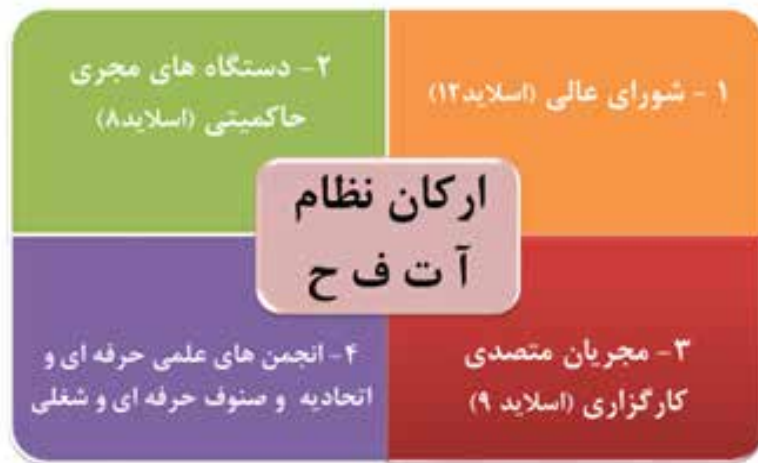 ۱ - شورای عالی (اسلاید۱۲)
۲- دستگاه های مجری
حاکمیتی (اسلاید۸)
ارکان نظام
آ ت ف ح
۳- مجریان متصدی
کارگزاری (اسلاید ۹)
۴- انجمن های علمی حرفه ای و
اتحادیه و صنوف حرفه ای و شغلی